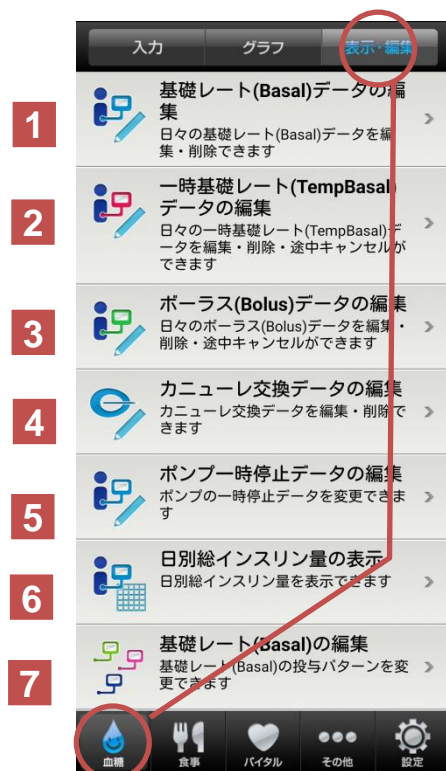 入力 グラフ 表示・編集
1
基礎レート(Basal)データの編
集
日々の基礎レート(Basal)データを編
集・削除できます
2
一時基礎レート(TempBasal)
データの編集
日々の一時基礎レート(TempBasal)デ
ータを編集・削除・途中キャンセルが
できます
3
ボーラス(Bolus)データの編集
日々のボーラス(Bolus)データを編集・
削除・途中キャンセルができます
4
カニューレ交換データの編集
カニューレ交換データを編集・削除で
きます
5
ポンプ一時停止データの編集
ポンプの一時停止データを変更できま
す
6
日別総インスリン量の表示
日別総インスリン量を表示できます
7
基礎レート(Basal)の編集
基礎レート(Basal)の投与パターンを変
更できます
血糖 食事 バイタル その他 設定